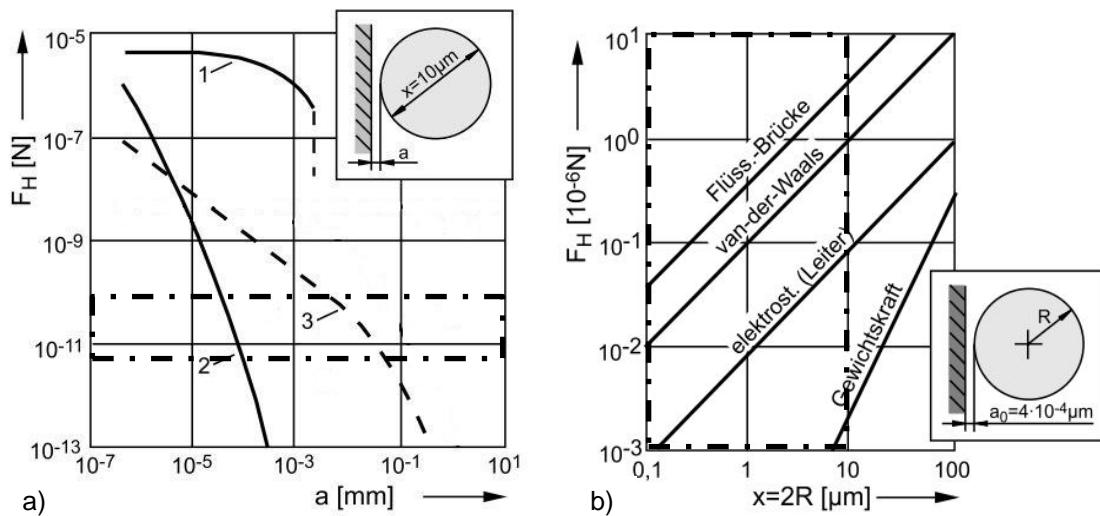 10⁻⁵
10⁻⁷
10⁻⁹
10⁻¹¹
10⁻¹³
F_H [N]
1
2
3
x=10µm
a
10⁻⁷
10⁻⁵
10⁻³
10⁻¹
10¹
a [mm]
a)
10¹
10⁰
10⁻¹
10⁻²
10⁻³
F_H [10⁻⁶N]
Flüss.-Brücke
van-der-Waals
elektrost. (Leiter)
Gewichtskraft
R
a₀=4·10⁻⁴µm
0,1
1
10
100
x=2R [µm]
b)